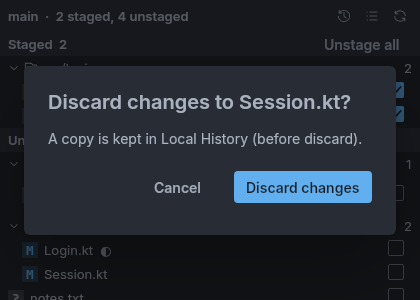 main · 2 staged, 4 unstaged
Staged 2
Unstage all
2
Discard changes to Session.kt?
A copy is kept in Local History (before discard).
Cancel
Discard changes
Un
1
2
M Login.kt
M Session.kt
? notes.txt